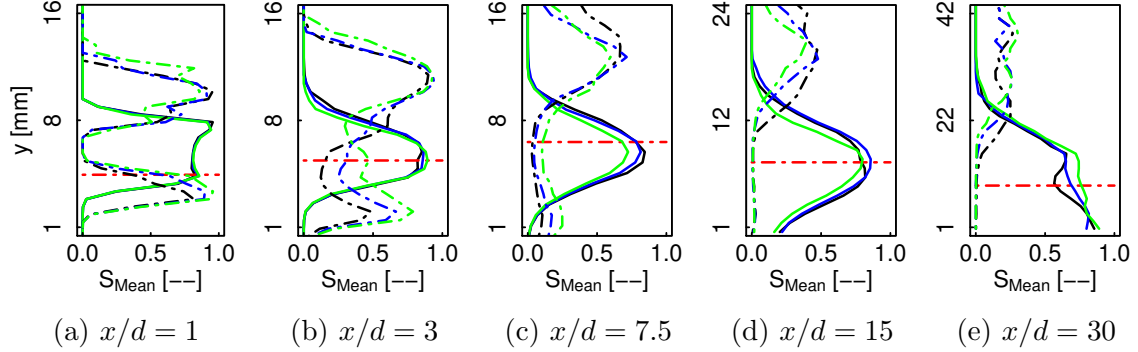 16 16 16 24 42
y [mm]
8 8 8 12 22
1 1 1 1 1
0.0 0.5 1.0 0.0 0.5 1.0 0.0 0.5 1.0 0.0 0.5 1.0 0.0 0.5 1.0
S_Mean [−−] S_Mean [−−] S_Mean [−−] S_Mean [−−] S_Mean [−−]
(a) x/d = 1 (b) x/d = 3 (c) x/d = 7.5 (d) x/d = 15 (e) x/d = 30